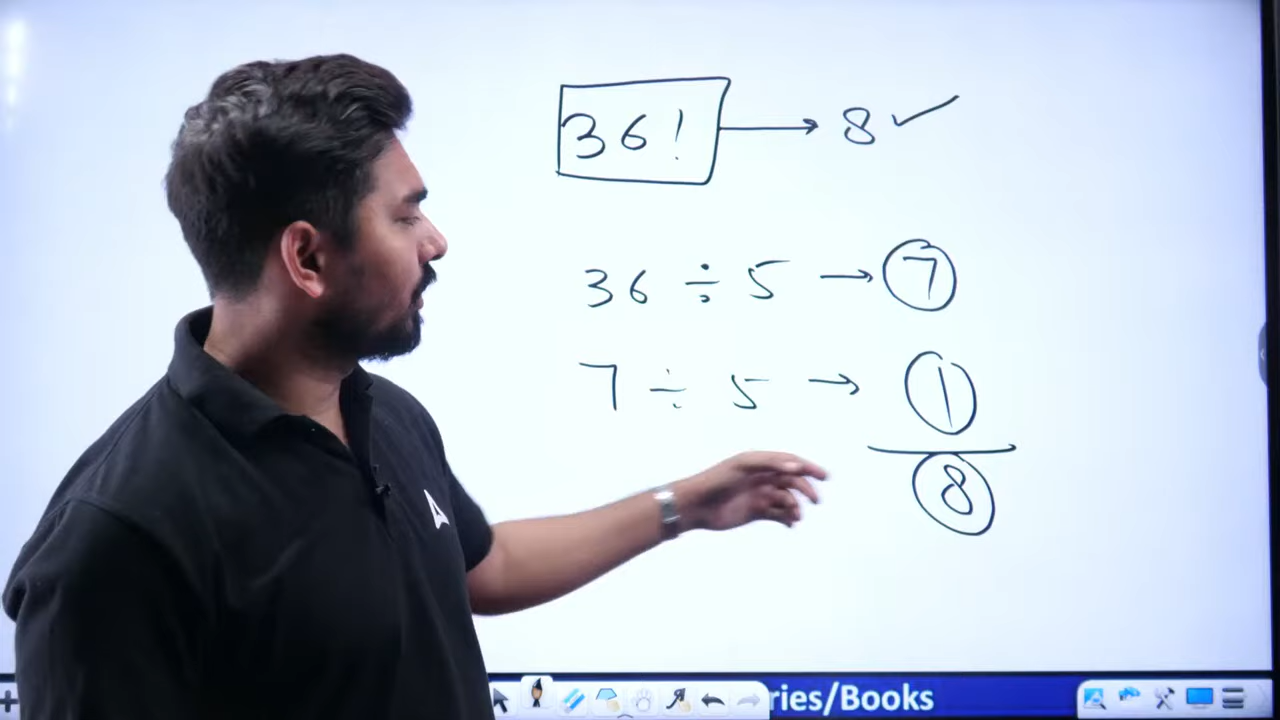 36! → 8 ✓
36 ÷ 5 → 7
7 ÷ 5 → 1
8
ries/Books